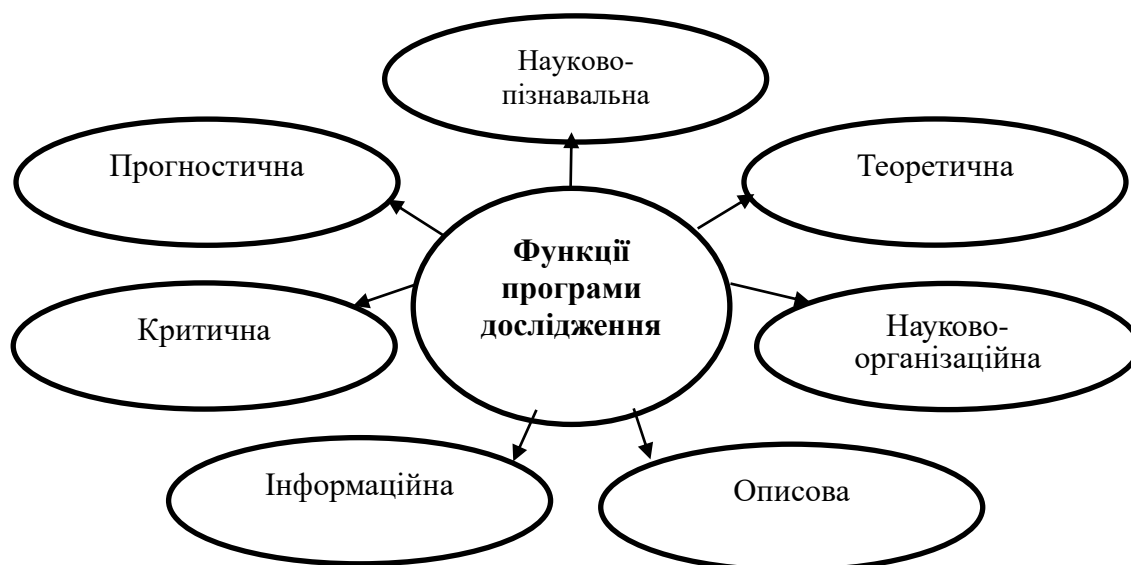 Науково-
пізнавальна
Прогностична
Теоретична
Функції
програми
дослідження
Критична
Науково-
організаційна
Інформаційна
Описова